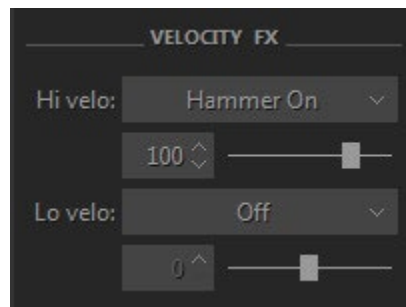 VELOCITY FX
Hi velo: Hammer On
100
Lo velo: Off
0